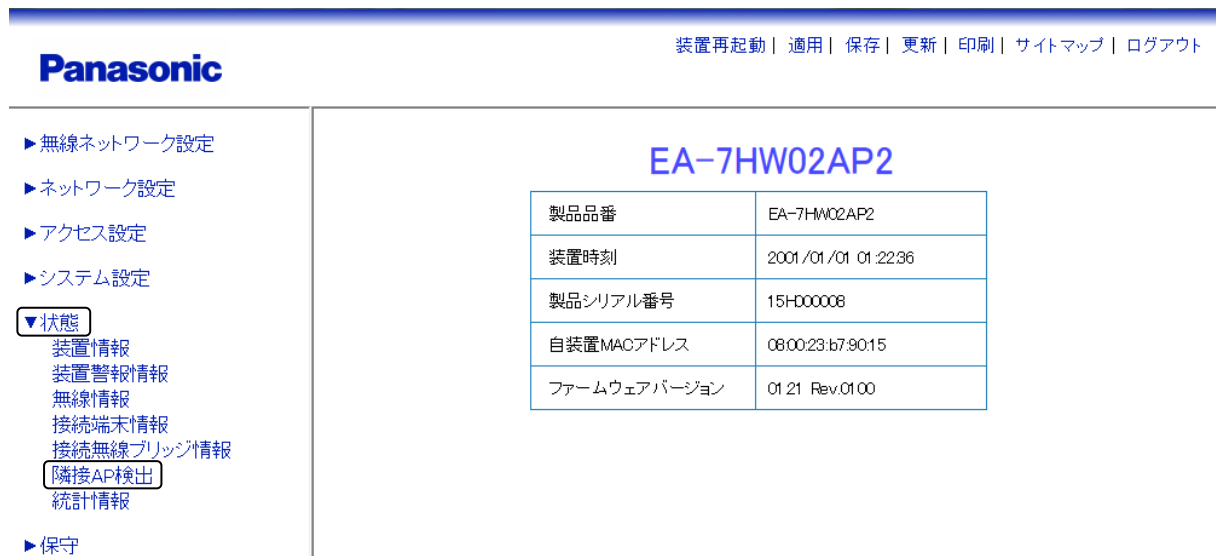 装置再起動| 適用| 保存| 更新| 印刷| サイトマップ| ログアウト
Panasonic
►無線ネットワーク設定
►ネットワーク設定
►アクセス設定
►システム設定
▼状態
装置情報
装置警報情報
無線情報
接続端末情報
接続無線ブリッジ情報
隣接AP検出
統計情報
►保守
EA-7HW02AP2
製品品番 EA-7HW02AP2
装置時刻 2001/01/01 01:22:36
製品シリアル番号 15H000008
自装置MACアドレス 08:00:23:b7:90:15
ファームウェアバージョン 01.21 Rev.01.00